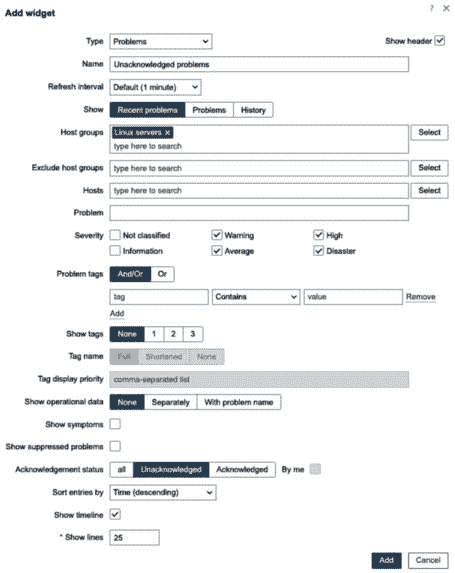 Add widget ? ×
Type Problems Show header
Name Unacknowledged problems
Refresh interval Default (1 minute)
Show Recent problems Problems History
Host groups Linux servers × Select
type here to search
Exclude host groups type here to search Select
Hosts type here to search Select
Problem
Severity Not classified Warning High
Information Average Disaster
Problem tags And/Or Or
tag Contains value Remove
Add
Show tags None 1 2 3
Tag name Full Shortened None
Tag display priority comma-separated list
Show operational data None Separately With problem name
Show symptoms
Show suppressed problems
Acknowledgement status all Unacknowledged Acknowledged By me
Sort entries by Time (descending)
Show timeline
* Show lines 25
Add Cancel